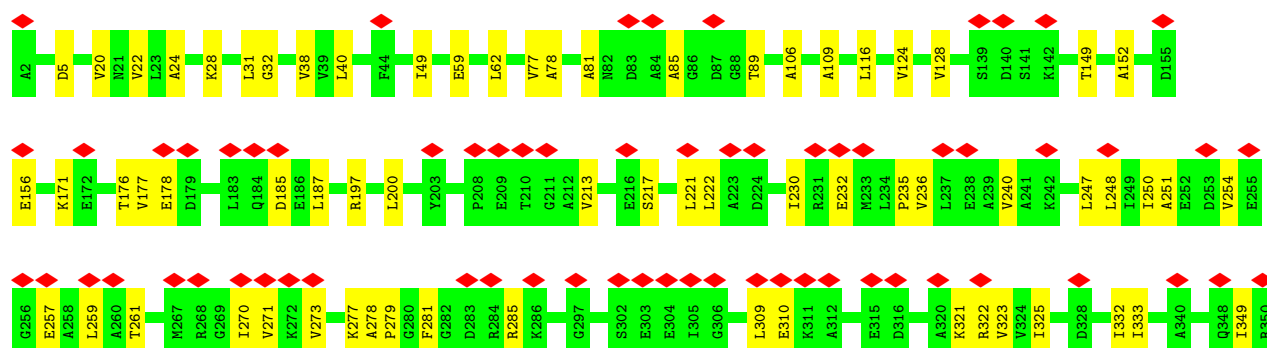 A2 D5 V20 N21 V22 L23 A24 K28 L31 G32 V38 V39 L40 F44 I49 E59 L62 V77 A78 A81 N82 D83 A84 A85 G86 D87 G88 T89 A106 A109 L116 V124 V128 S139 D140 S141 K142 T149 A152 D155
E156 K171 E172 T176 V177 E178 D179 L183 Q184 D185 E186 L187 R197 L200 Y203 P208 E209 T210 G211 A212 V213 E216 S217 L221 L222 A223 D224 I230 R231 E232 M233 L234 P235 V236 L237 E238 A239 V240 A241 K242 L247 L248 I249 I250 A251 E252 D253 V254 E255
G256 E257 A258 L259 A260 T261 M267 R268 G269 I270 V271 K272 V273 K277 A278 P279 G280 F281 G282 D283 R284 R285 K286 G297 S302 E303 E304 I305 G306 L309 E310 K311 A312 E315 D316 A320 K321 R322 V323 V324 I325 D328 I332 I333 A340 Q348 I349